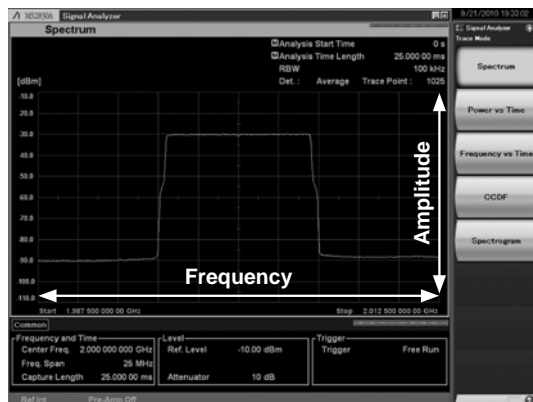 MS2830A Signal Analyzer
9/21/2010 19:33:02
Spectrum
Signal Analyzer
Trace Mode
Analysis Start Time 0 s
Analysis Time Length 25.000 00 ms
RBW 100 kHz
Det. : Average Trace Point : 1025
[dBm]
-10.0
-20.0
-30.0
-40.0
-50.0
-60.0
-70.0
-80.0
-90.0
-100.0
-110.0
Amplitude
Frequency
Start 1.987 500 000 00 GHz Stop 2.012 500 000 00 GHz
Spectrum
Power vs Time
Frequency vs Time
CCDF
Spectrogram
Common
Frequency and Time
Center Freq. 2.000 000 000 GHz
Freq. Span 25 MHz
Capture Length 25.000 00 ms
Level
Ref. Level -10.00 dBm
Attenuator 10 dB
Trigger
Trigger Free Run
Ref.Int Pre-Amp Off